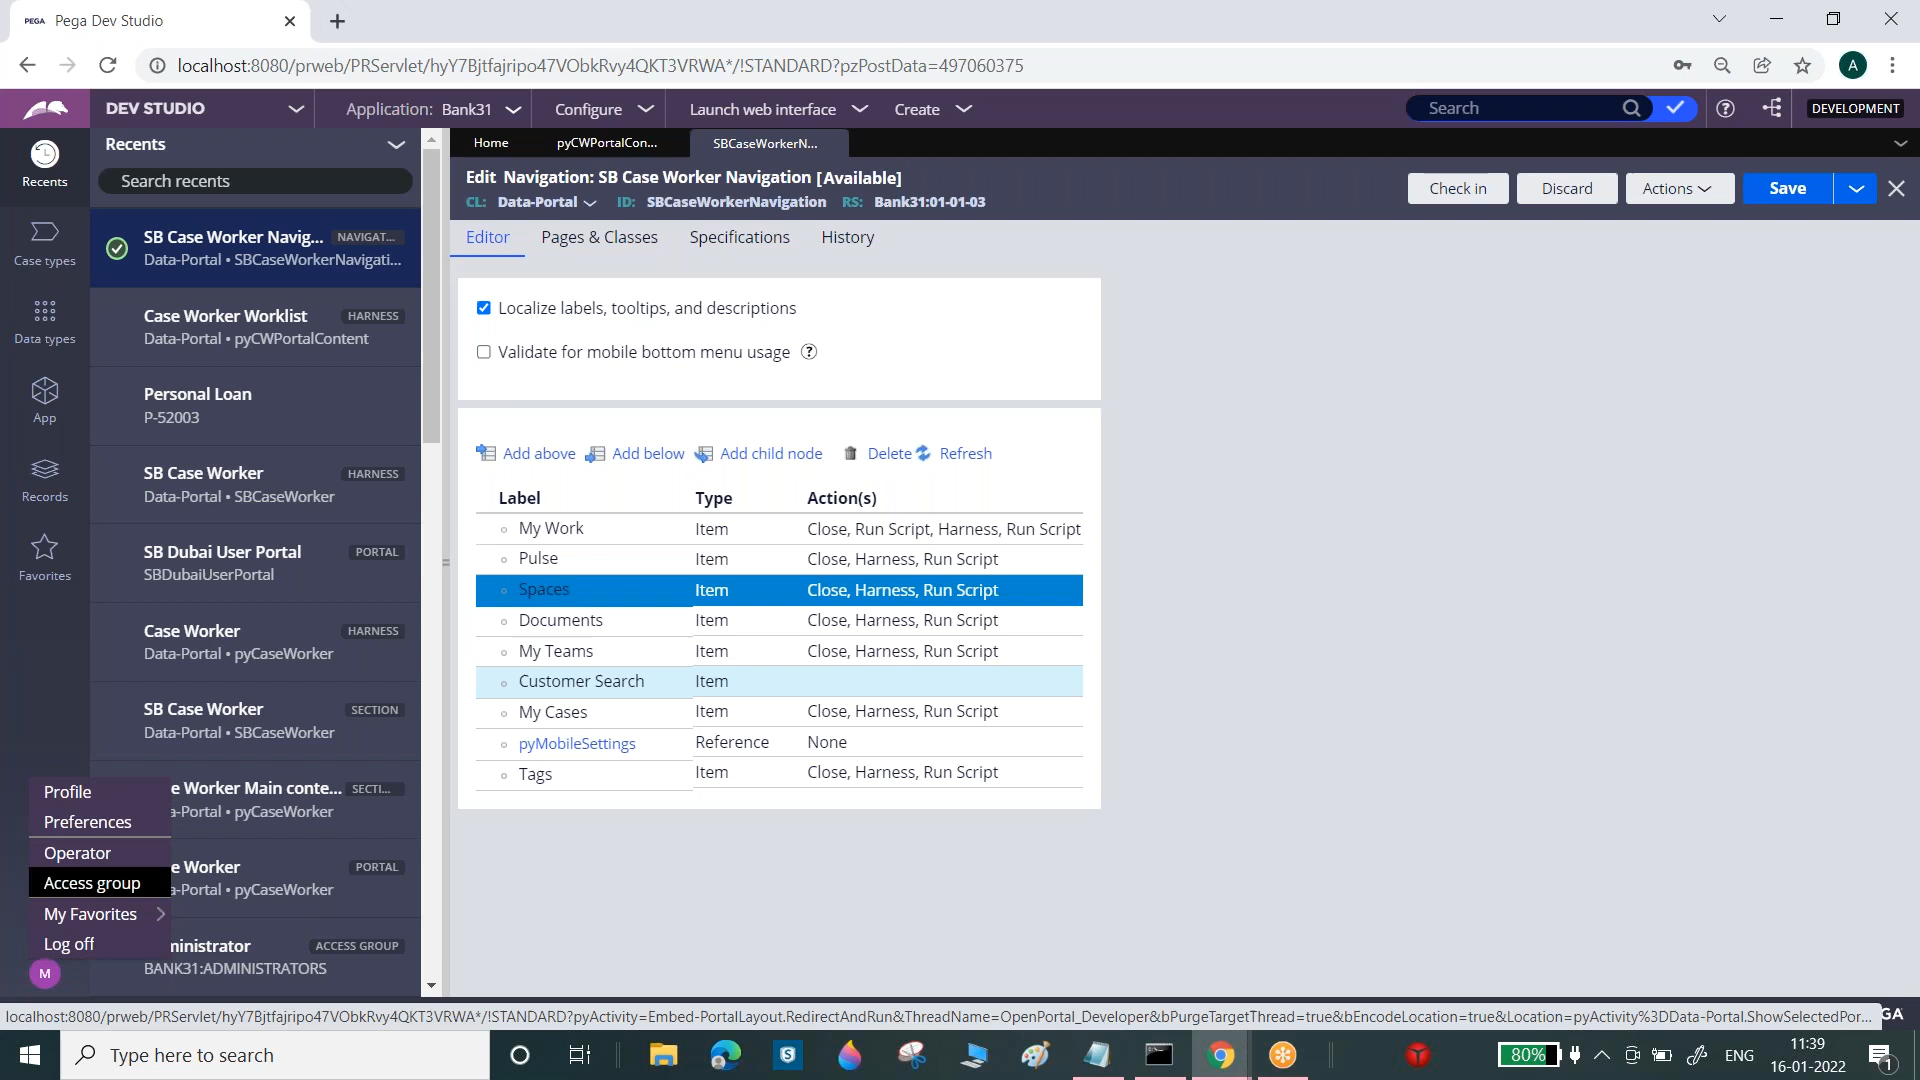 PEGA Pega Dev Studio
localhost:8080/prweb/PRServlet/hyY7Bjtfajripo47VObkRvy4QKT3VRWA*/!STANDARD?pzPostData=497060375
A
DEV STUDIO
Application: Bank31
Configure
Launch web interface
Create
Search
DEVELOPMENT
Recents
Case types
Data types
App
Records
Favorites
Recents
Search recents
SB Case Worker Navig... NAVIGAT...
Data-Portal • SBCaseWorkerNavigati...
Case Worker Worklist HARNESS
Data-Portal • pyCWPortalContent
Personal Loan
P-52003
SB Case Worker HARNESS
Data-Portal • SBCaseWorker
SB Dubai User Portal PORTAL
SBDubaiUserPortal
Case Worker HARNESS
Data-Portal • pyCaseWorker
SB Case Worker SECTION
Data-Portal • SBCaseWorker
e Worker Main conte... SECTI...
a-Portal • pyCaseWorker
e Worker PORTAL
a-Portal • pyCaseWorker
ministrator ACCESS GROUP
BANK31:ADMINISTRATORS
Profile
Preferences
Operator
Access group
My Favorites
Log off
M
Home
pyCWPortalCon...
SBCaseWorkerN...
Edit Navigation: SB Case Worker Navigation [Available]
CL: Data-Portal ID: SBCaseWorkerNavigation RS: Bank31:01-01-03
Check in
Discard
Actions
Save
Editor
Pages & Classes
Specifications
History
Localize labels, tooltips, and descriptions
Validate for mobile bottom menu usage ?
Add above Add below Add child node Delete Refresh
Label Type Action(s)
My Work Item Close, Run Script, Harness, Run Script
Pulse Item Close, Harness, Run Script
Spaces Item Close, Harness, Run Script
Documents Item Close, Harness, Run Script
My Teams Item Close, Harness, Run Script
Customer Search Item
My Cases Item Close, Harness, Run Script
pyMobileSettings Reference None
Tags Item Close, Harness, Run Script
localhost:8080/prweb/PRServlet/hyY7Bjtfajripo47VObkRvy4QKT3VRWA*/!STANDARD?pyActivity=Embed-PortalLayout.RedirectAndRun&ThreadName=OpenPortal_Developer&bPurgeTargetThread=true&bEncodeLocation=true&Location=pyActivity%3DData-Portal.ShowSelectedPor...
GA
Type here to search
80%
ENG
11:39
16-01-2022
1